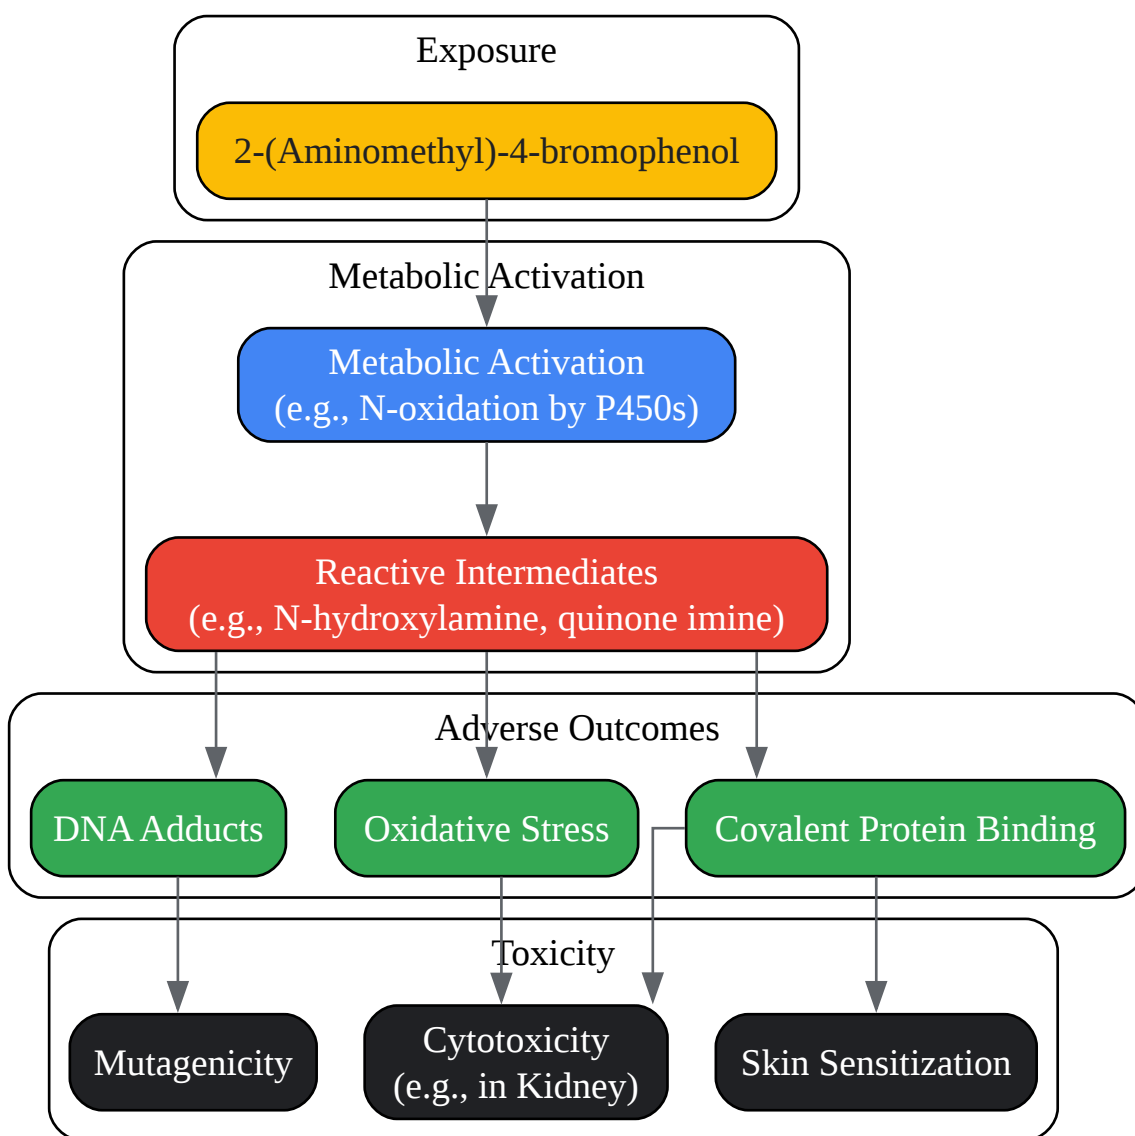 Exposure
2-(Aminomethyl)-4-bromophenol
Metabolic Activation
Metabolic Activation
(e.g., N-oxidation by P450s)
Reactive Intermediates
(e.g., N-hydroxylamine, quinone imine)
Adverse Outcomes
DNA Adducts
Oxidative Stress
Covalent Protein Binding
Toxicity
Mutagenicity
Cytotoxicity
(e.g., in Kidney)
Skin Sensitization